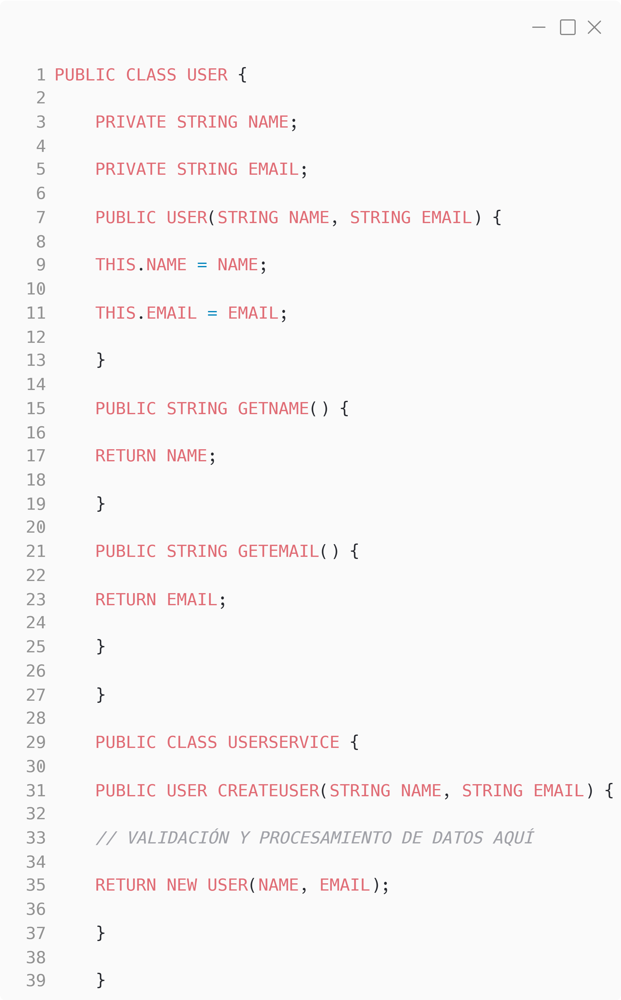 1 PUBLIC CLASS USER {
2
3 PRIVATE STRING NAME;
4
5 PRIVATE STRING EMAIL;
6
7 PUBLIC USER(STRING NAME, STRING EMAIL) {
8
9 THIS.NAME = NAME;
10
11 THIS.EMAIL = EMAIL;
12
13 }
14
15 PUBLIC STRING GETNAME() {
16
17 RETURN NAME;
18
19 }
20
21 PUBLIC STRING GETEMAIL() {
22
23 RETURN EMAIL;
24
25 }
26
27 }
28
29 PUBLIC CLASS USERSERVICE {
30
31 PUBLIC USER CREATEUSER(STRING NAME, STRING EMAIL) {
32
33 // VALIDACIÓN Y PROCESAMIENTO DE DATOS AQUÍ
34
35 RETURN NEW USER(NAME, EMAIL);
36
37 }
38
39 }